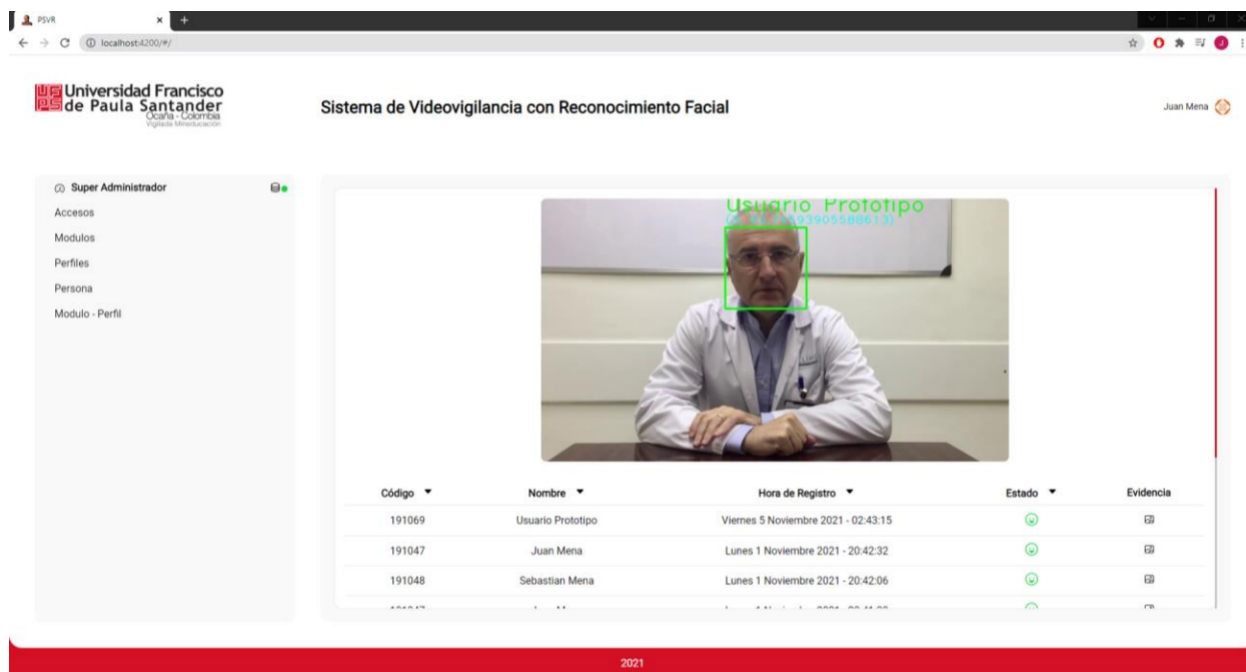 PSVR
localhost:4200/#/
Universidad Francisco
de Paula Santander
Ocaña - Colombia
Vigilada Mineducación
Sistema de Videovigilancia con Reconocimiento Facial
Juan Mena
Super Administrador
Accesos
Modulos
Perfiles
Persona
Modulo - Perfil
Usuario Prototipo
Código Nombre Hora de Registro Estado Evidencia
191069 Usuario Prototipo Viernes 5 Noviembre 2021 - 02:43:15
191047 Juan Mena Lunes 1 Noviembre 2021 - 20:42:32
191048 Sebastian Mena Lunes 1 Noviembre 2021 - 20:42:06
2021